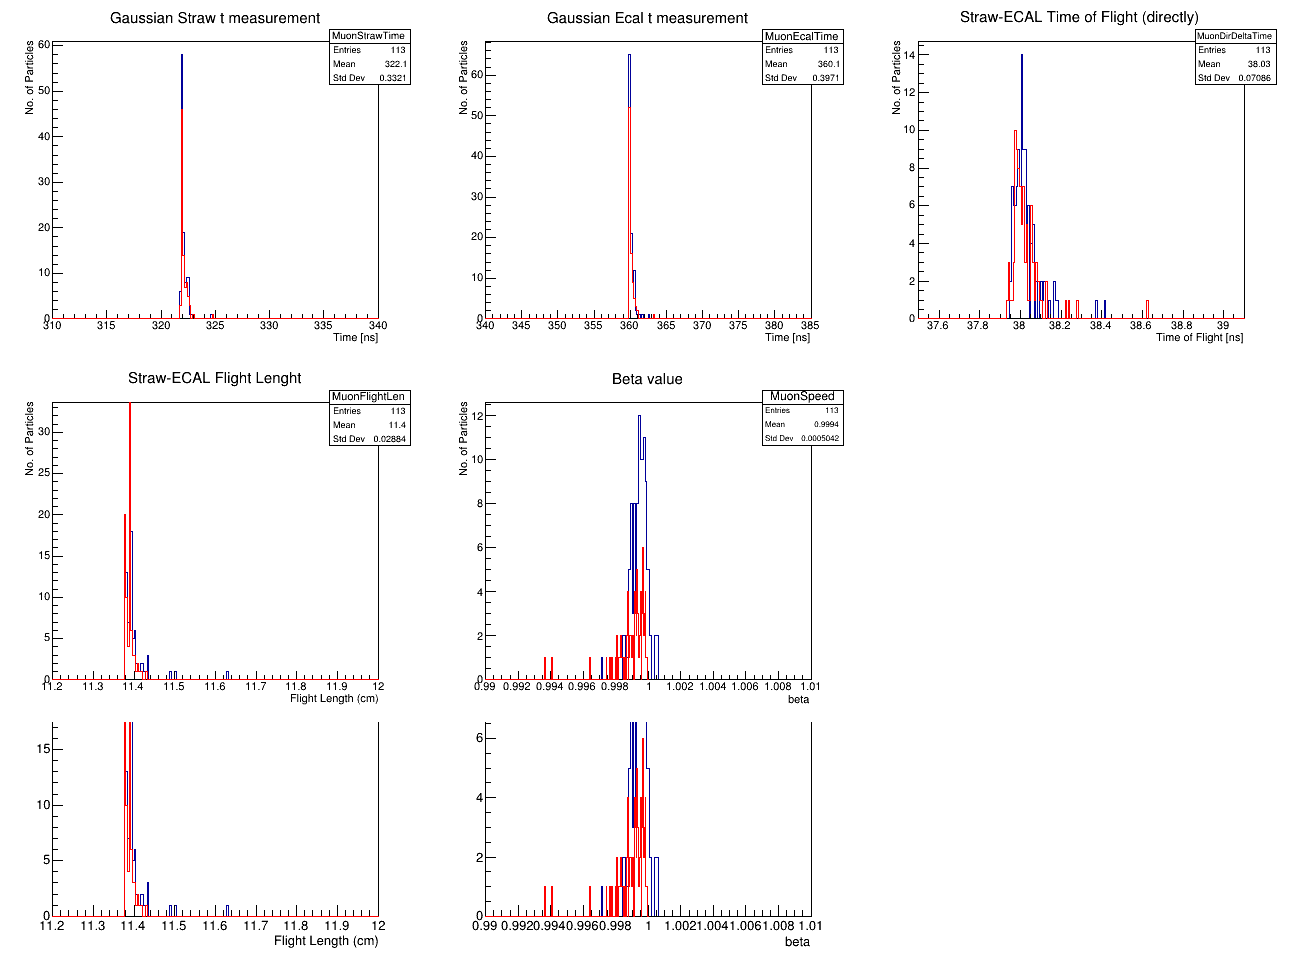 Gaussian Straw t measurement
No. of Particles
MuonStrawTime
Entries 113
Mean 322.1
Std Dev 0.3321
60
50
40
30
20
10
0
310 315 320 325 330 335 340
Time [ns]
Gaussian Ecal t measurement
No. of Particles
MuonEcalTime
Entries 113
Mean 360.1
Std Dev 0.3971
60
50
40
30
20
10
0
340 345 350 355 360 365 370 375 380 385
Time [ns]
Straw-ECAL Time of Flight (directly)
No. of Particles
MuonDirDeltaTime
Entries 113
Mean 38.03
Std Dev 0.07086
14
12
10
8
6
4
2
0
37.6 37.8 38 38.2 38.4 38.6 38.8 39
Time of Flight [ns]
Straw-ECAL Flight Lenght
No. of Particles
MuonFlightLen
Entries 113
Mean 11.4
Std Dev 0.02884
30
25
20
15
10
5
0
11.2 11.3 11.4 11.5 11.6 11.7 11.8 11.9 12
Flight Length (cm)
Beta value
No. of Particles
MuonSpeed
Entries 113
Mean 0.9994
Std Dev 0.0005042
12
10
8
6
4
2
0
0.99 0.992 0.994 0.996 0.998 1 1.002 1.004 1.006 1.008 1.01
beta
15
10
5
0
11.2 11.3 11.4 11.5 11.6 11.7 11.8 11.9 12
Flight Length (cm)
6
4
2
0
0.99 0.992 0.994 0.996 0.998 1 1.002 1.004 1.006 1.008 1.01
beta